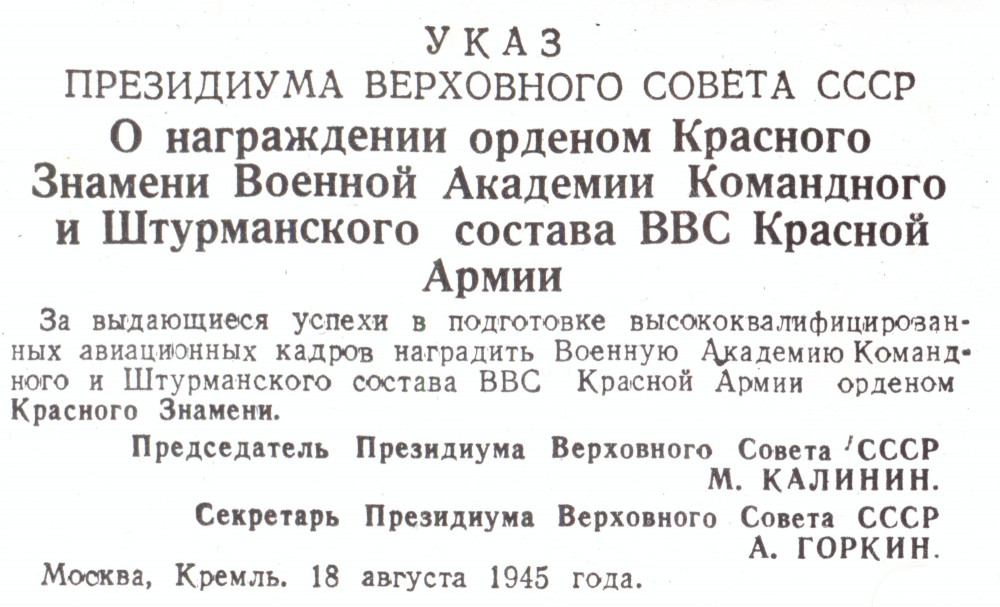 УКАЗ
ПРЕЗИДИУМА ВЕРХОВНОГО СОВЕТА СССР
О награждении орденом Красного
Знамени Военной Академии Командного
и Штурманского состава ВВС Красной
Армии
За выдающиеся успехи в подготовке высококвалифицирован-
ных авиационных кадров наградить Военную Академию Команд-
ного и Штурманского состава ВВС Красной Армии орденом
Красного Знамени.
Председатель Президиума Верховного Совета СССР
М. КАЛИНИН.
Секретарь Президиума Верховного Совета СССР
А. ГОРКИН.
Москва, Кремль. 18 августа 1945 года.